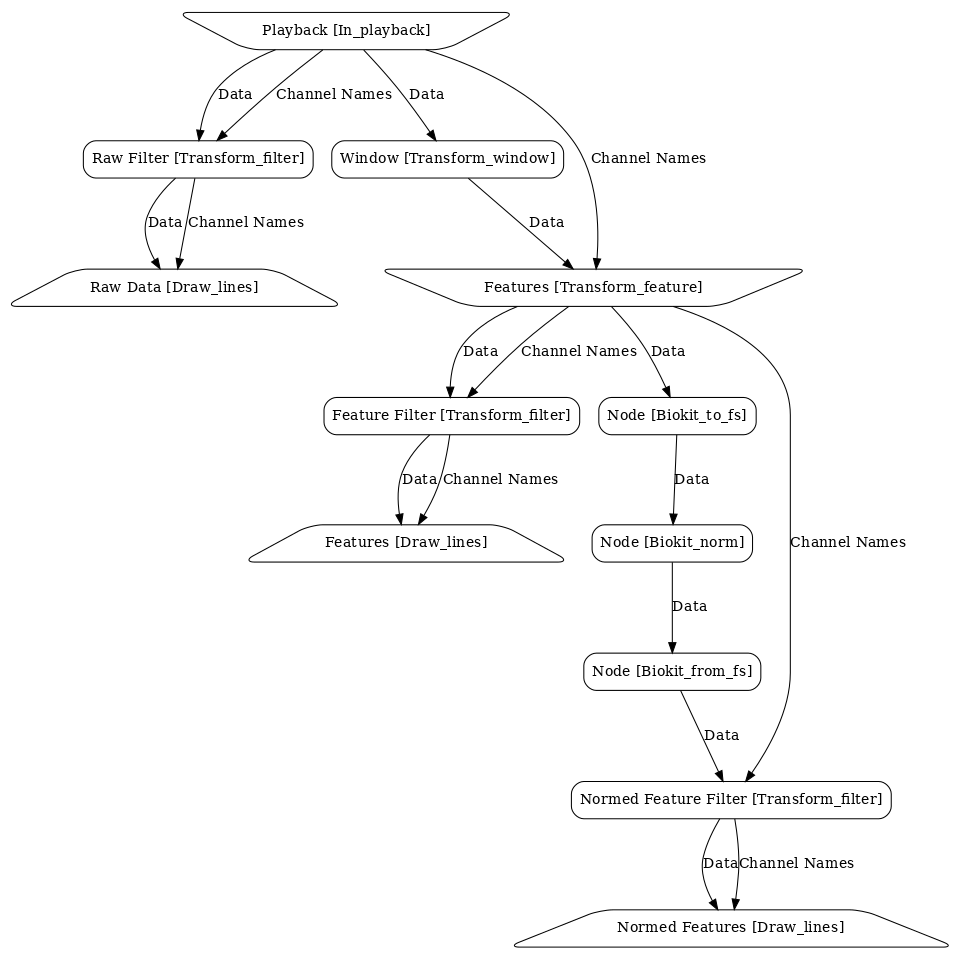 Playback [In_playback]
Data
Channel Names
Data
Raw Filter [Transform_filter]
Window [Transform_window]
Channel Names
Data
Channel Names
Data
Raw Data [Draw_lines]
Features [Transform_feature]
Data
Channel Names
Data
Feature Filter [Transform_filter]
Node [Biokit_to_fs]
Data
Channel Names
Data
Features [Draw_lines]
Node [Biokit_norm]
Channel Names
Data
Node [Biokit_from_fs]
Data
Normed Feature Filter [Transform_filter]
Data
Channel Names
Normed Features [Draw_lines]